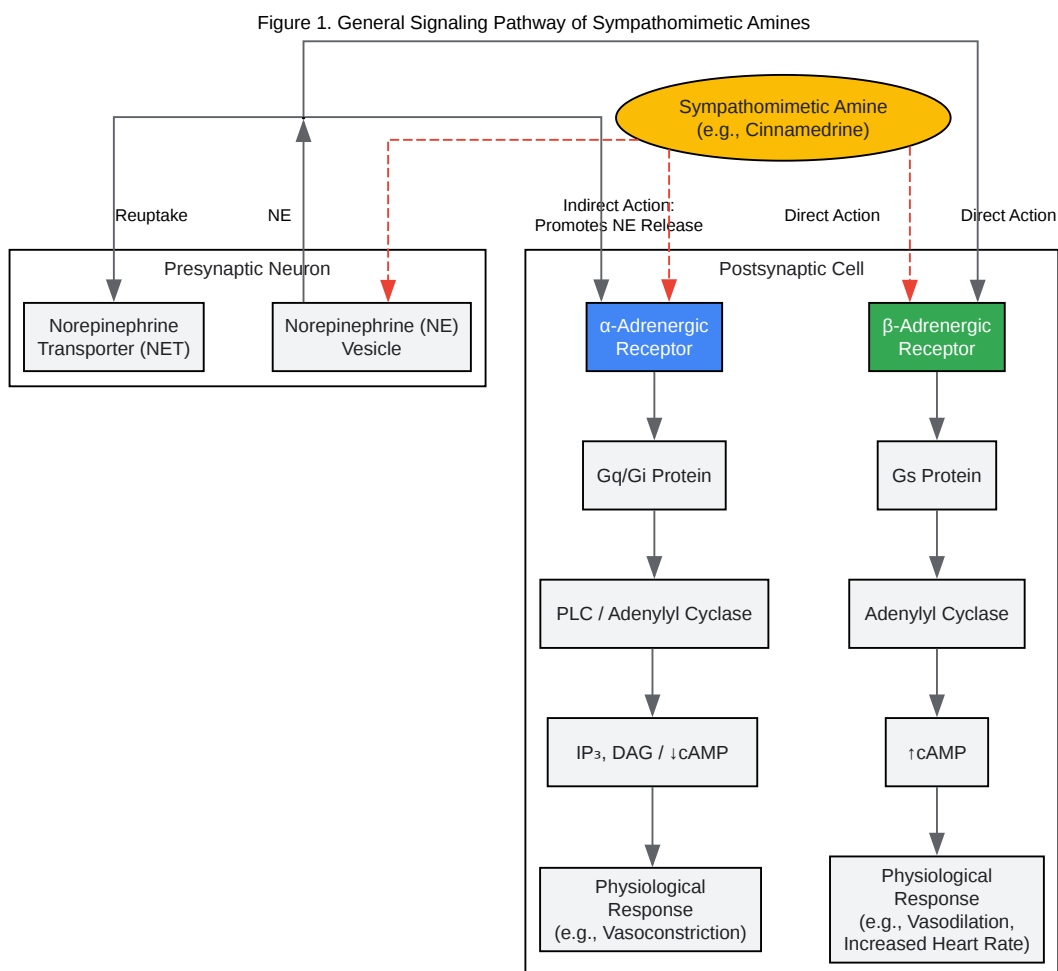 Figure 1. General Signaling Pathway of Sympathomimetic Amines
Sympathomimetic Amine
(e.g., Cinnamedrine)
Reuptake
NE
Indirect Action:
Promotes NE Release
Direct Action
Direct Action
Presynaptic Neuron
Postsynaptic Cell
Norepinephrine
Transporter (NET)
Norepinephrine (NE)
Vesicle
α-Adrenergic
Receptor
β-Adrenergic
Receptor
Gq/Gi Protein
Gs Protein
PLC / Adenylyl Cyclase
Adenylyl Cyclase
IP₃, DAG / ↓cAMP
↑cAMP
Physiological
Response
(e.g., Vasoconstriction)
Physiological
Response
(e.g., Vasodilation,
Increased Heart Rate)